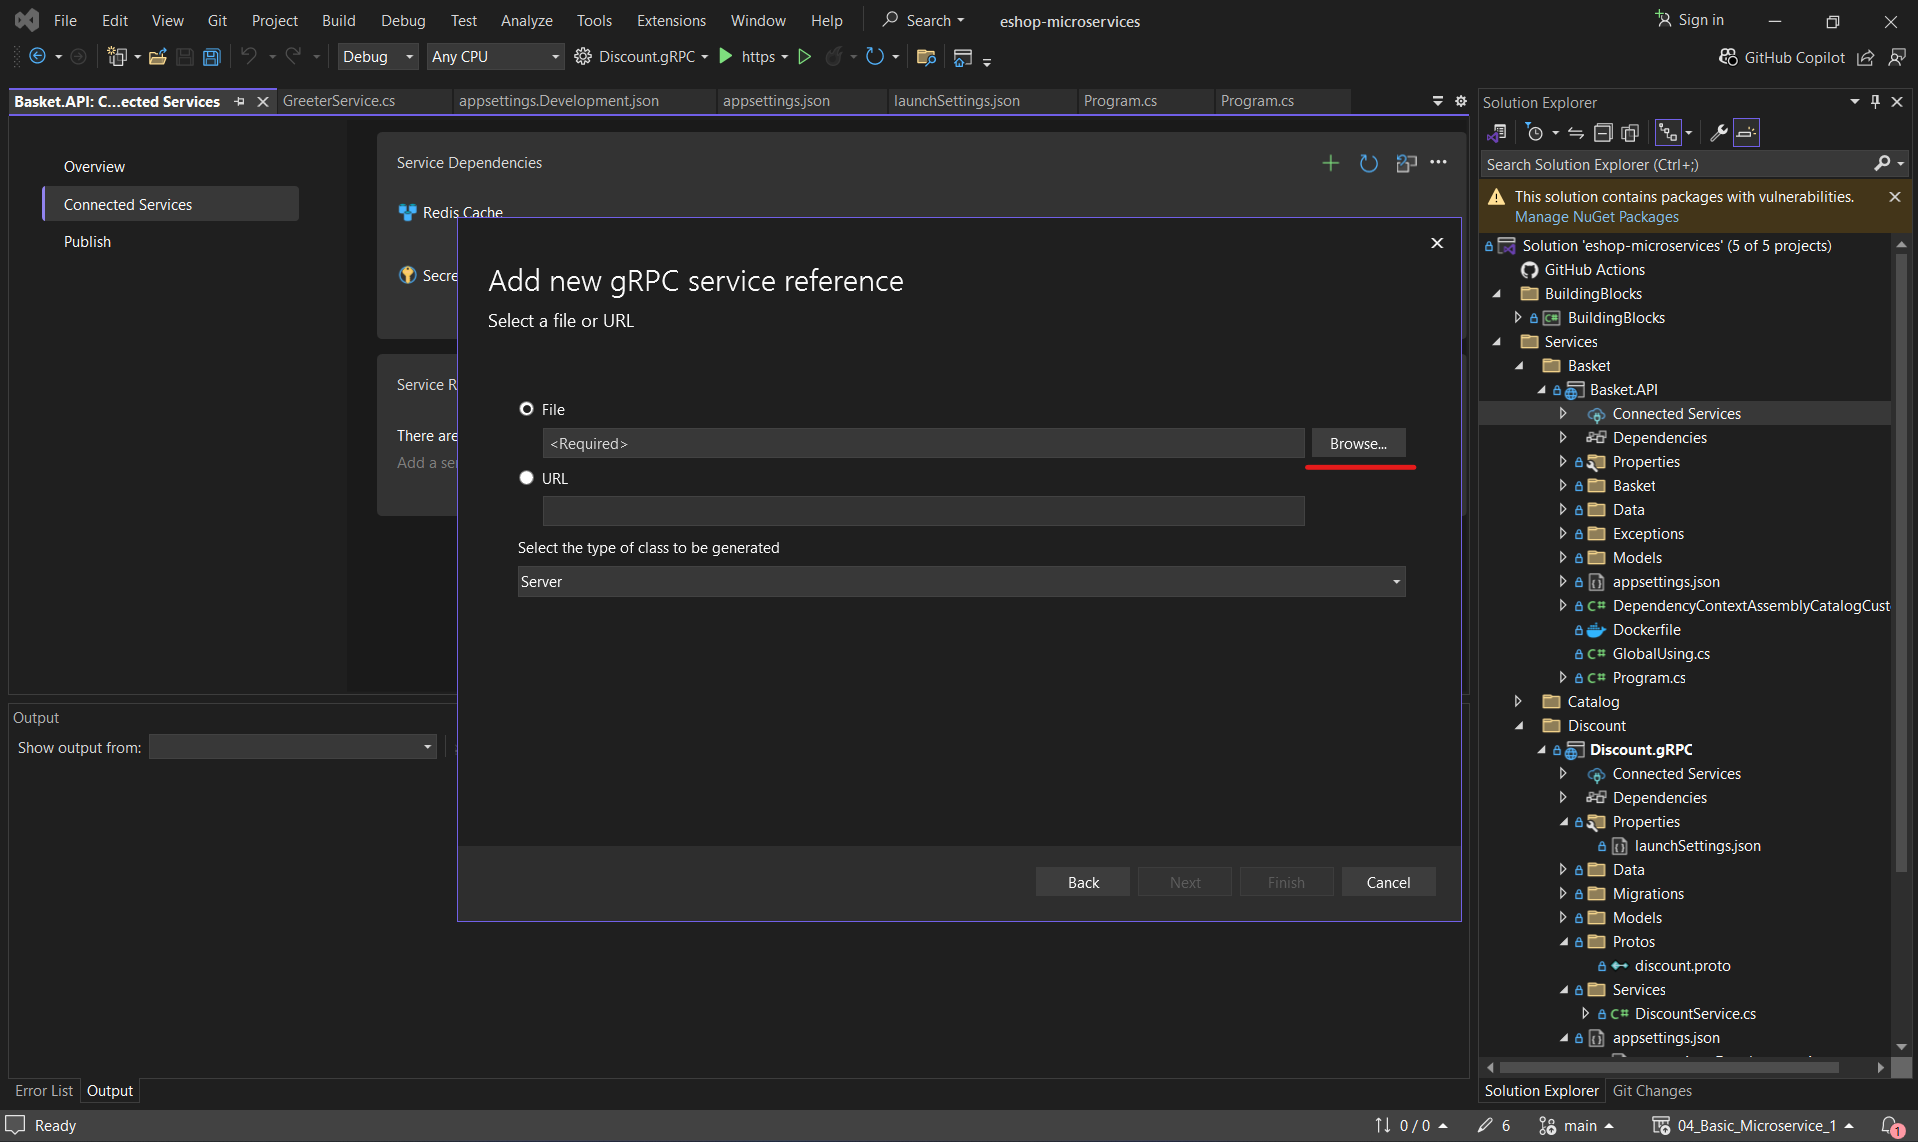 File Edit View Git Project Build Debug Test Analyze Tools Extensions Window Help Search eshop-microservices Sign in
Debug Any CPU Discount.gRPC https GitHub Copilot
Basket.API: C...ected Services GreeterService.cs appsettings.Development.json appsettings.json launchSettings.json Program.cs Program.cs
Overview
Connected Services
Publish
Service Dependencies
Redis Cache
Secre
Service R
There are
Add a ser
Add new gRPC service reference
Select a file or URL
File
<Required> Browse...
URL
Select the type of class to be generated
Server
Back Next Finish Cancel
Output
Show output from:
Error List Output
Solution Explorer
Search Solution Explorer (Ctrl+;)
This solution contains packages with vulnerabilities.
Manage NuGet Packages
Solution 'eshop-microservices' (5 of 5 projects)
GitHub Actions
BuildingBlocks
C# BuildingBlocks
Services
Basket
Basket.API
Connected Services
Dependencies
Properties
Basket
Data
Exceptions
Models
appsettings.json
C# DependencyContextAssemblyCatalogCust
Dockerfile
C# GlobalUsing.cs
C# Program.cs
Catalog
Discount
Discount.gRPC
Connected Services
Dependencies
Properties
launchSettings.json
Data
Migrations
Models
Protos
discount.proto
Services
C# DiscountService.cs
appsettings.json
Solution Explorer Git Changes
Ready 0 / 0 6 main 04_Basic_Microservice_1 1